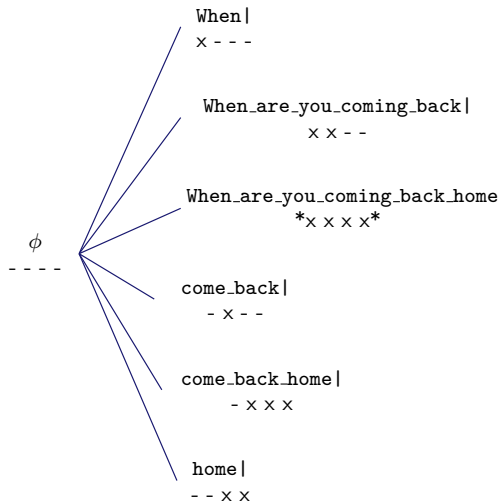 When|
x - - -
When_are_you_coming_back|
x x - -
When_are_you_coming_back_home
*x x x x*
ϕ
- - - -
come_back|
- x - -
come_back_home|
- x x x
home|
- - x x